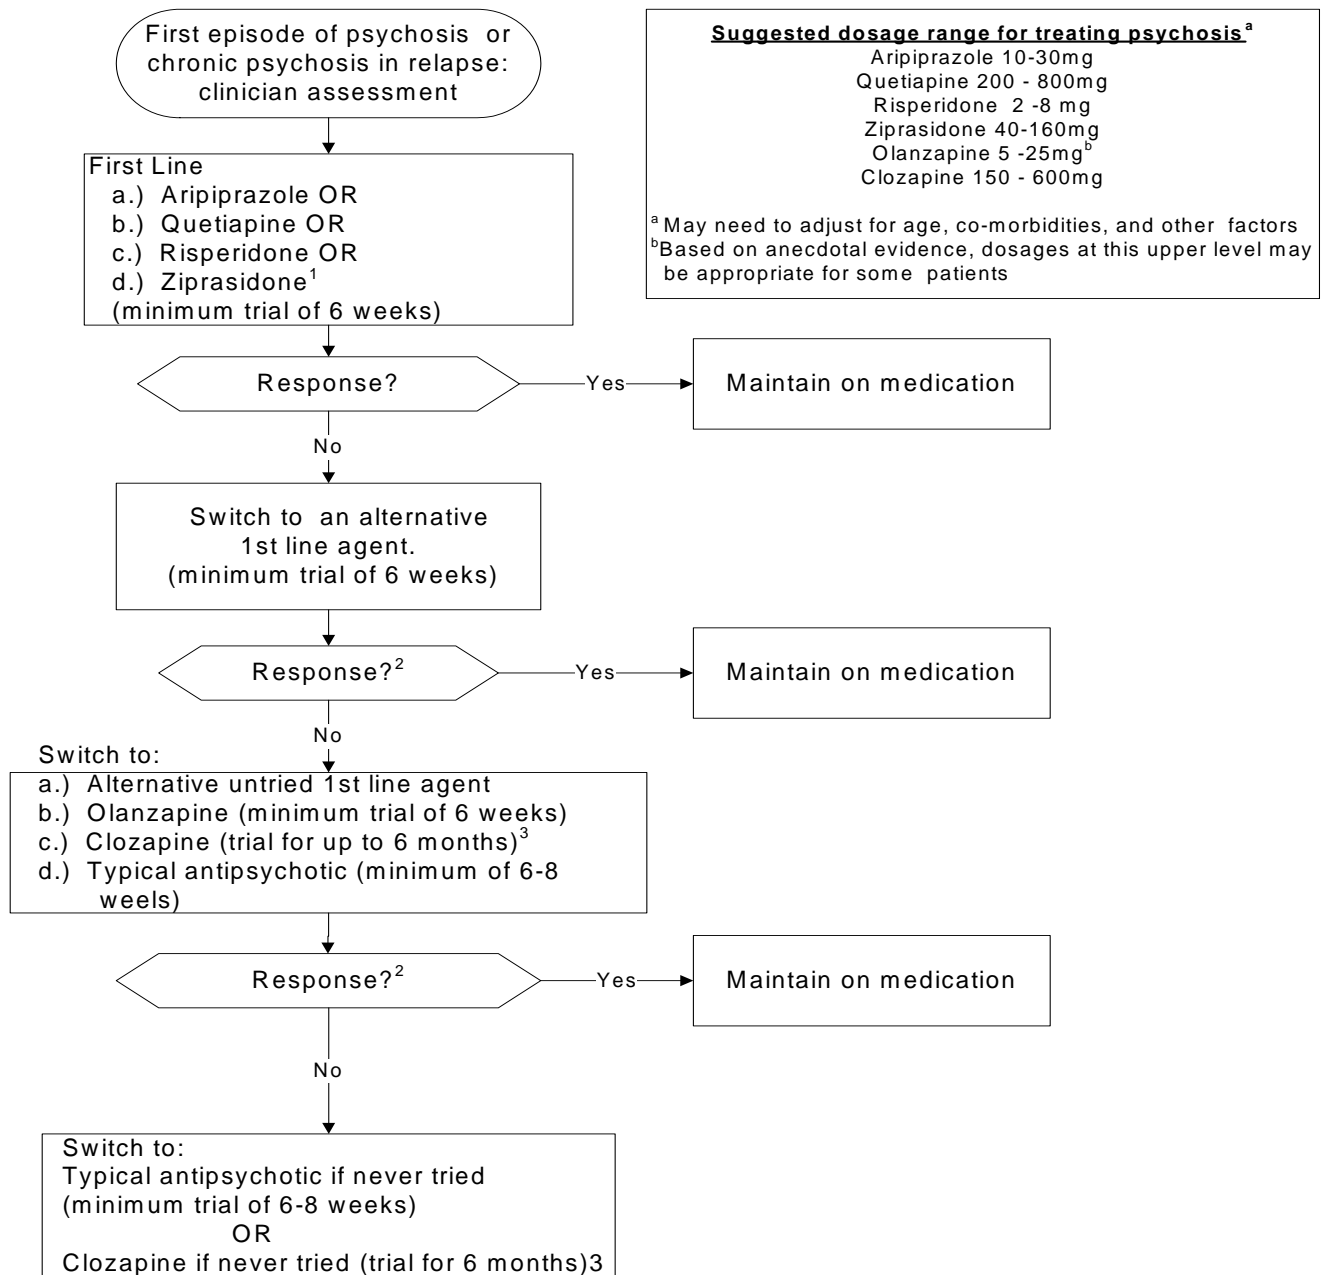 First episode of psychosis or
chronic psychosis in relapse:
clinician assessment
Suggested dosage range for treating psychosis^a
Aripiprazole 10-30mg
Quetiapine 200 - 800mg
Risperidone 2 -8 mg
Ziprasidone 40-160mg
Olanzapine 5 -25mg^b
Clozapine 150 - 600mg
^a May need to adjust for age, co-morbidities, and other factors
^b Based on anecdotal evidence, dosages at this upper level may
be appropriate for some patients
First Line
a.) Aripiprazole OR
b.) Quetiapine OR
c.) Risperidone OR
d.) Ziprasidone^1
(minimum trial of 6 weeks)
Response?
Yes
Maintain on medication
No
Switch to an alternative
1st line agent.
(minimum trial of 6 weeks)
Response?^2
Yes
Maintain on medication
No
Switch to:
a.) Alternative untried 1st line agent
b.) Olanzapine (minimum trial of 6 weeks)
c.) Clozapine (trial for up to 6 months)^3
d.) Typical antipsychotic (minimum of 6-8
weels)
Response?^2
Yes
Maintain on medication
No
Switch to:
Typical antipsychotic if never tried
(minimum trial of 6-8 weeks)
OR
Clozapine if never tried (trial for 6 months)3